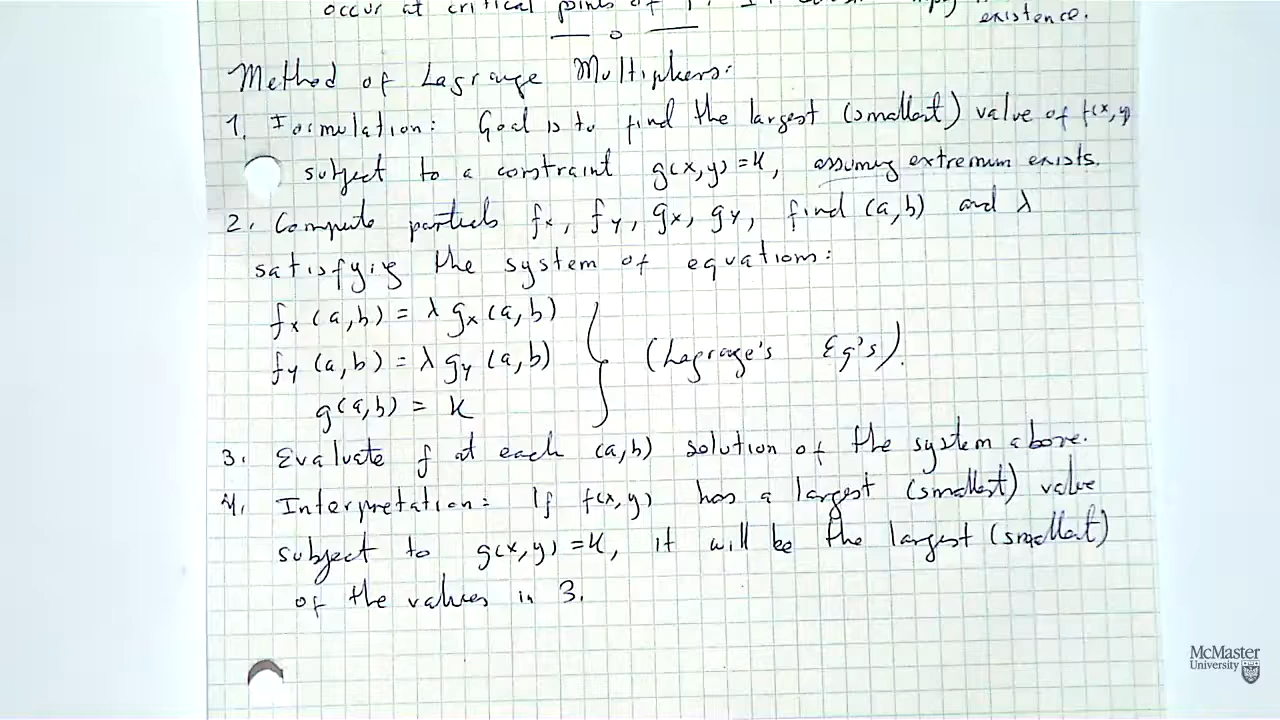 occur at critical points of
existence.
Method of Lagrange Multipliers:
1. Formulation: Goal is to find the largest (smallest) value of f(x,y)
subject to a constraint g(x,y) = K, assuming extremum exists.
2. Compute partials fx, fy, gx, gy, find (a,b) and λ
satisfying the system of equations:
fx (a,b) = λ gx (a,b)
fy (a,b) = λ gy (a,b) (Lagrange's Eq's).
g(a,b) = K
3. Evaluate f at each (a,b) solution of the system above.
4. Interpretation: If f(x,y) has a largest (smallest) value
subject to g(x,y) = K, it will be the largest (smallest)
of the values in 3.
McMaster
University